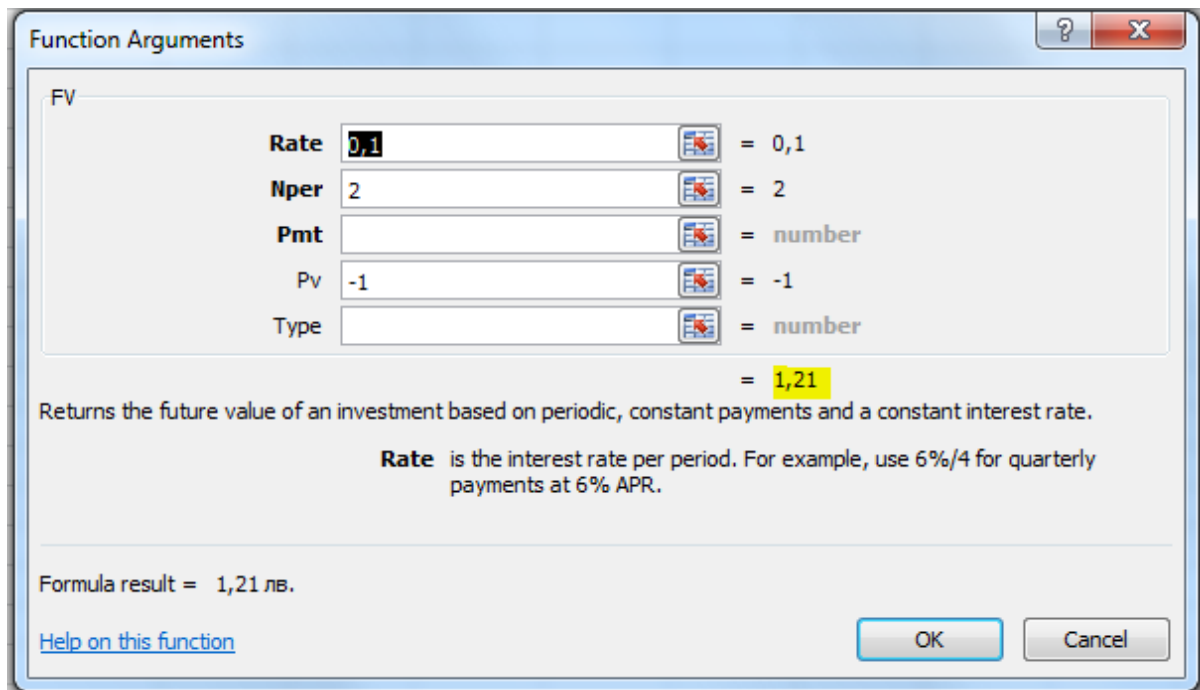 Function Arguments
FV
Rate 0,1 = 0,1
Nper 2 = 2
Pmt = number
Pv -1 = -1
Type = number
= 1,21
Returns the future value of an investment based on periodic, constant payments and a constant interest rate.
Rate is the interest rate per period. For example, use 6%/4 for quarterly
payments at 6% APR.
Formula result = 1,21 лв.
Help on this function
OK Cancel